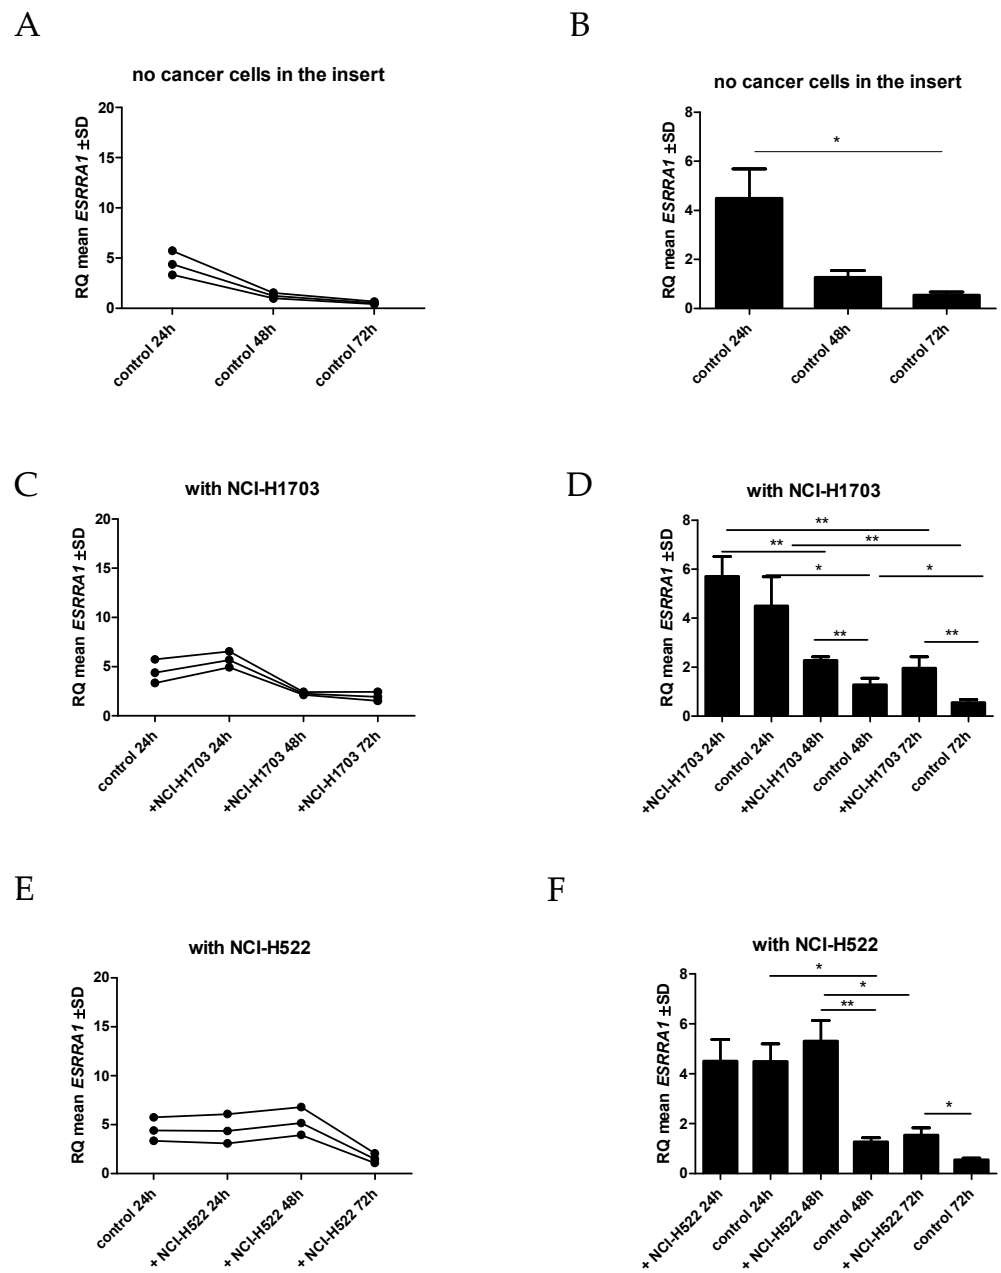 A
no cancer cells in the insert
RQ mean ESRRA1 ±SD
20
15
10
5
0
control 24h
control 48h
control 72h
B
no cancer cells in the insert
RQ mean ESRRA1 ±SD
8
6
4
2
0
*
control 24h
control 48h
control 72h
C
with NCI-H1703
RQ mean ESRRA1 ±SD
20
15
10
5
0
control 24h
+NCI-H1703 24h
+NCI-H1703 48h
+NCI-H1703 72h
D
with NCI-H1703
RQ mean ESRRA1 ±SD
8
6
4
2
0
**
** **
* *
** **
+NCI-H1703 24h
control 24h
+NCI-H1703 48h
control 48h
+NCI-H1703 72h
control 72h
E
with NCI-H522
RQ mean ESRRA1 ±SD
20
15
10
5
0
control 24h
+ NCI-H522 24h
+ NCI-H522 48h
+ NCI-H522 72h
F
with NCI-H522
RQ mean ESRRA1 ±SD
8
6
4
2
0
*
*
**
*
+ NCI-H522 24h
control 24h
+ NCI-H522 48h
control 48h
+ NCI-H522 72h
control 72h